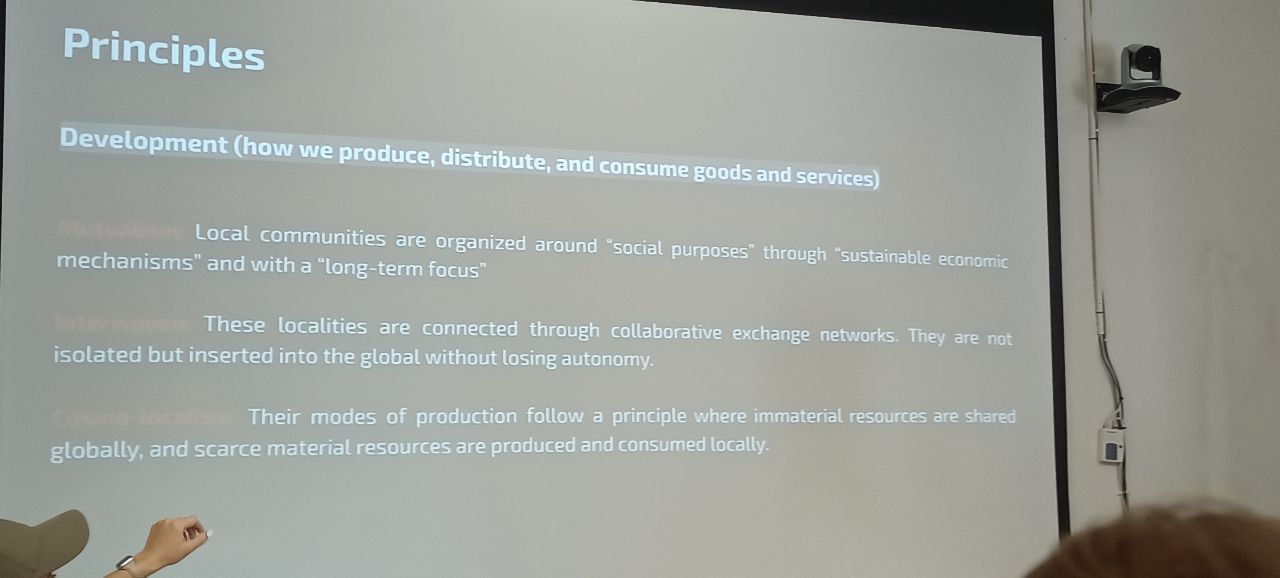 Principles
Development (how we produce, distribute, and consume goods and services)
Mutualism: Local communities are organized around “social purposes” through “sustainable economic
mechanisms” and with a “long-term focus”
Interwoven: These localities are connected through collaborative exchange networks. They are not
isolated but inserted into the global without losing autonomy.
Cosmo-localism: Their modes of production follow a principle where immaterial resources are shared
globally, and scarce material resources are produced and consumed locally.